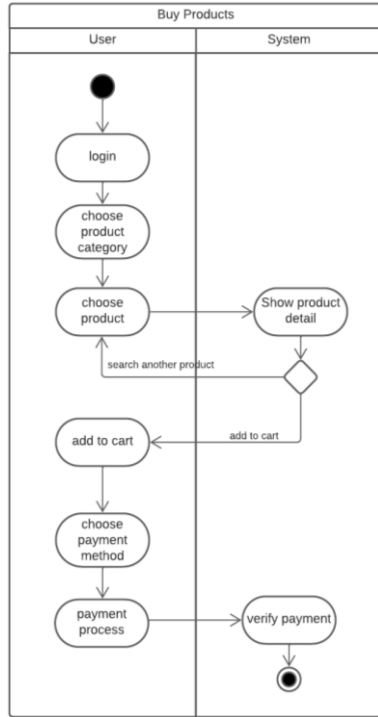 Buy Products
User
System
login
choose
product
category
choose
product
Show product
detail
search another product
add to cart
add to cart
choose
payment
method
payment
process
verify payment